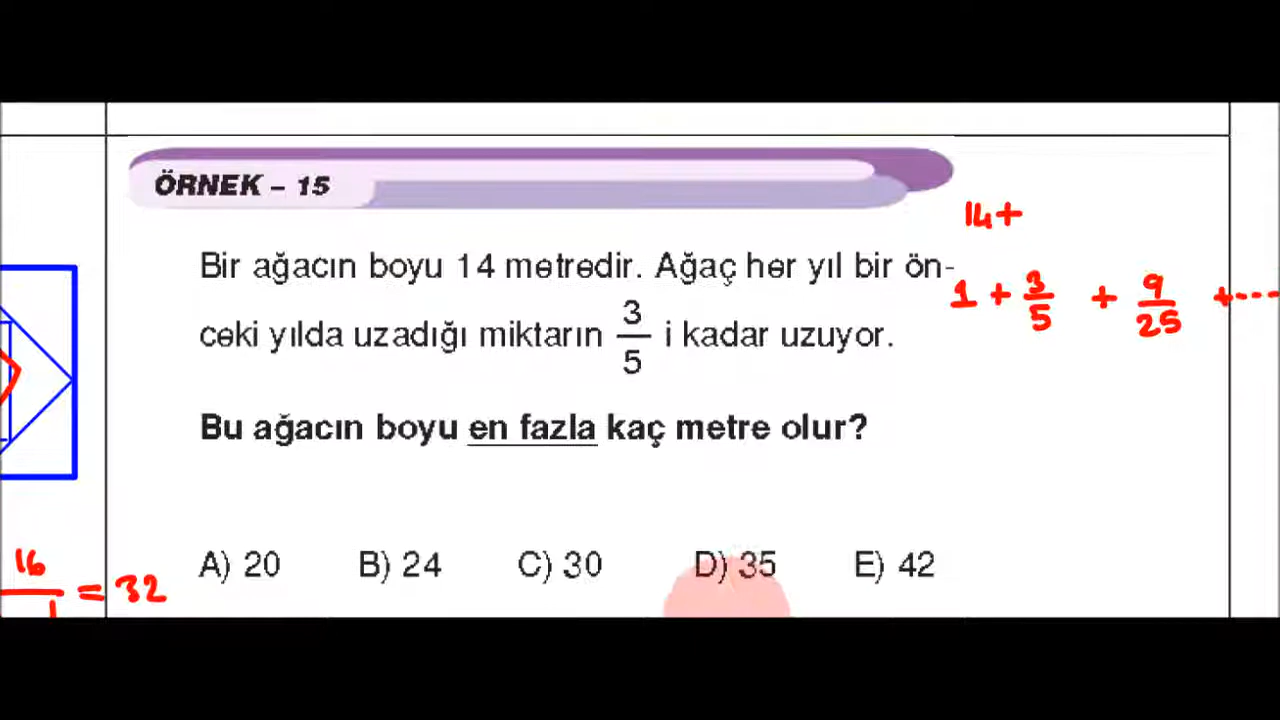 ÖRNEK – 15
14+
Bir ağacın boyu 14 metredir. Ağaç her yıl bir ön-
ceki yılda uzadığı miktarın 3/5 i kadar uzuyor.
1 + 3/5 + 9/25 + ...
Bu ağacın boyu en fazla kaç metre olur?
A) 20 B) 24 C) 30 D) 35 E) 42
16/1 = 32